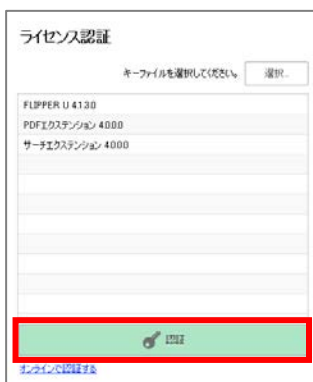 ライセンス認証
キーファイルを選択してください。 選択...
FLIPPER U 4.1.3.0
PDFエクステンション 4.0.0.0
サーチエクステンション 4.0.0.0
認証
オンラインで認証する